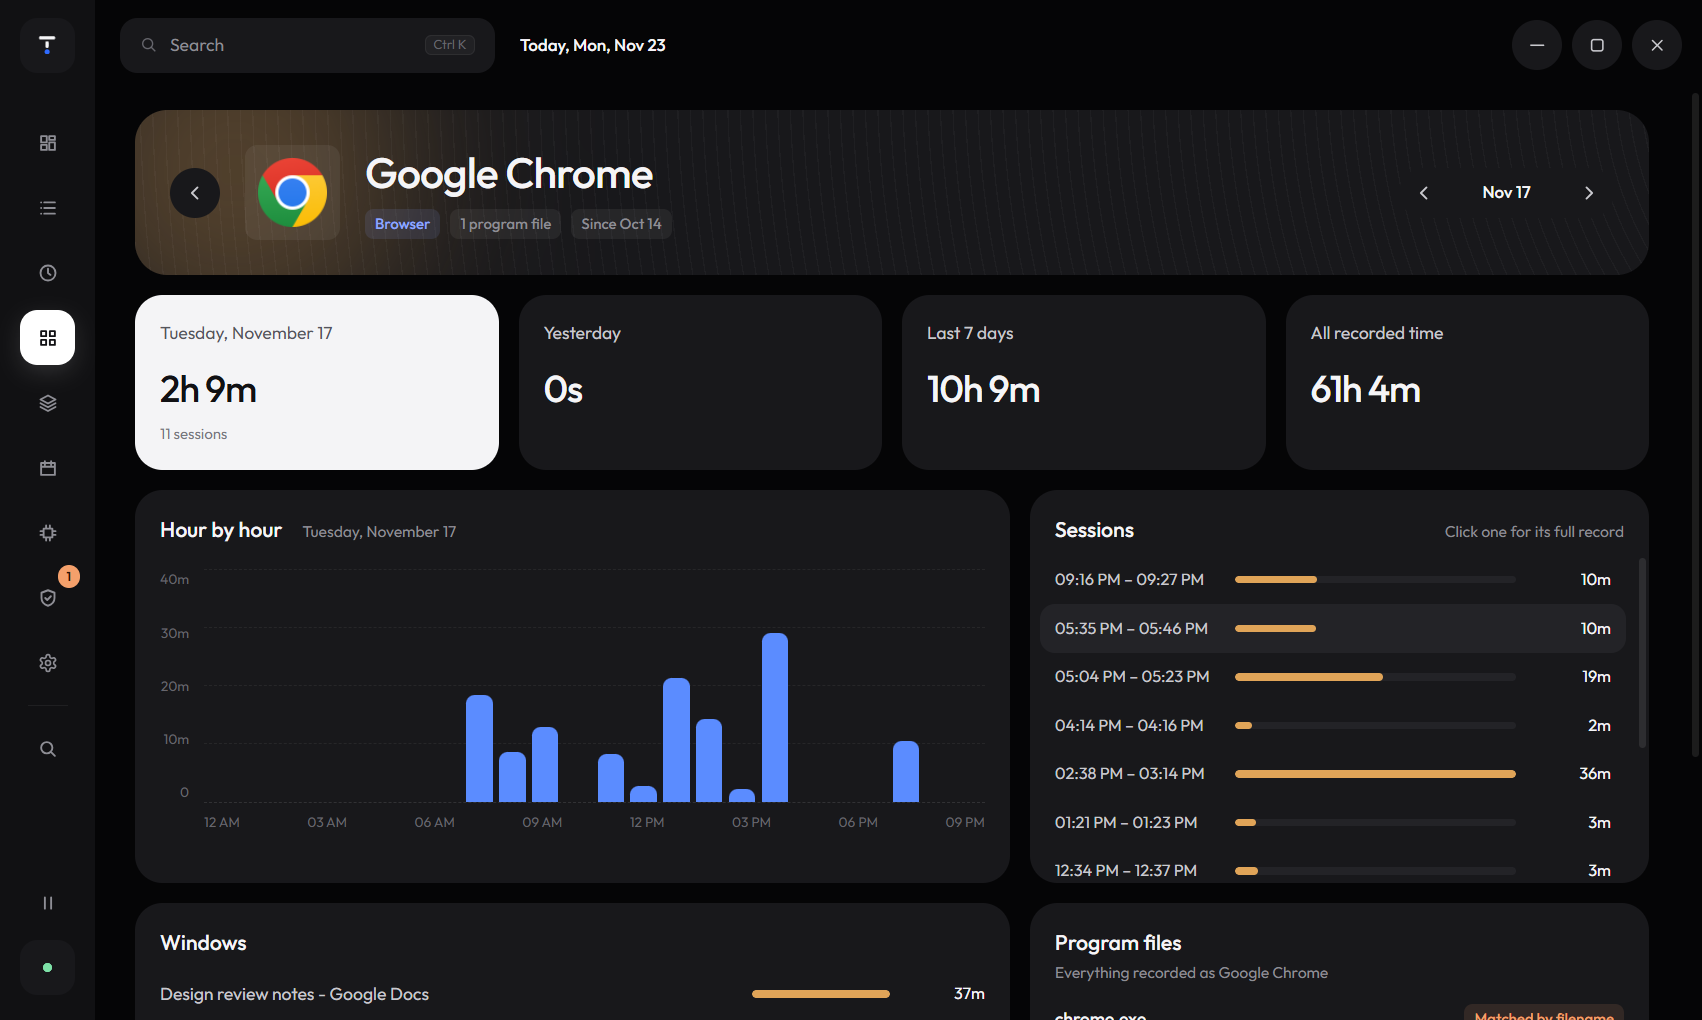 Search
Ctrl K
Today, Mon, Nov 23
Google Chrome
Browser
1 program file
Since Oct 14
Nov 17
Tuesday, November 17
2h 9m
11 sessions
Yesterday
0s
Last 7 days
10h 9m
All recorded time
61h 4m
1
Hour by hour
Tuesday, November 17
40m
30m
20m
10m
0
12 AM
03 AM
06 AM
09 AM
12 PM
03 PM
06 PM
09 PM
Sessions
Click one for its full record
09:16 PM – 09:27 PM 10m
05:35 PM – 05:46 PM 10m
05:04 PM – 05:23 PM 19m
04:14 PM – 04:16 PM 2m
02:38 PM – 03:14 PM 36m
01:21 PM – 01:23 PM 3m
12:34 PM – 12:37 PM 3m
Windows
Design review notes - Google Docs 37m
Program files
Everything recorded as Google Chrome
chrome.exe
Matched by filename